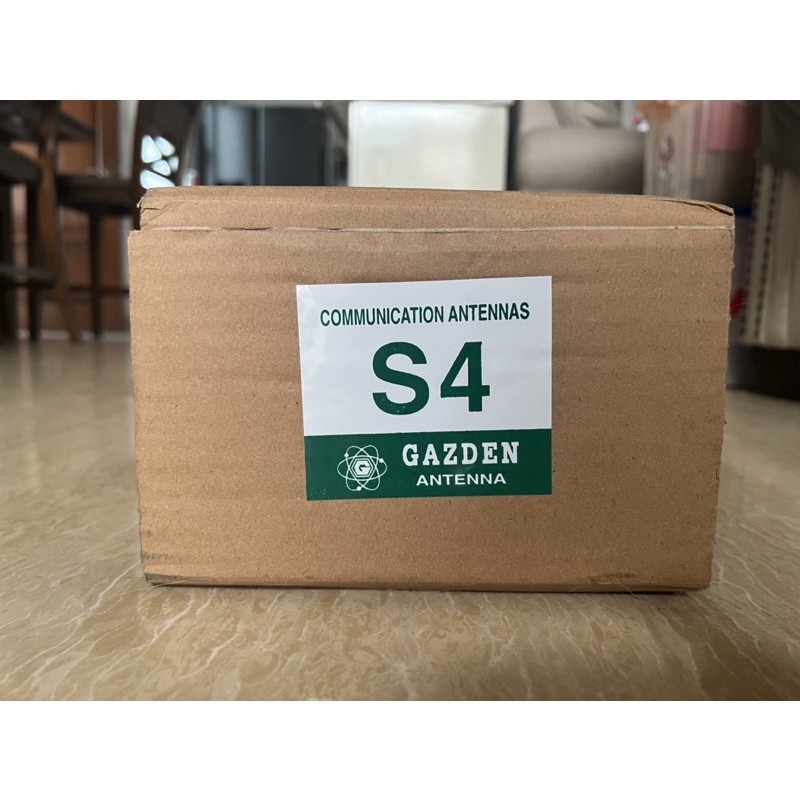 COMMUNICATION ANTENNAS
S4
G
GAZDEN
ANTENNA